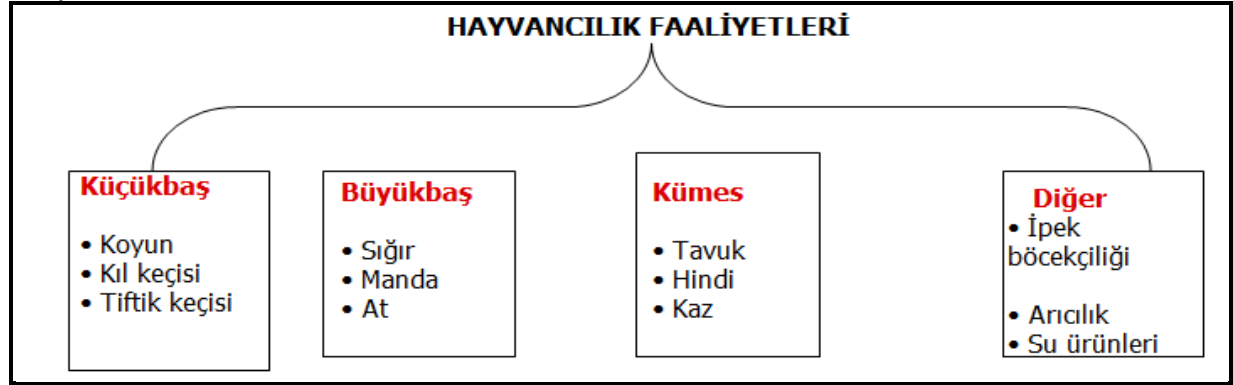 HAYVANCILIK FAALİYETLERİ
Küçükbaş
• Koyun
• Kıl keçisi
• Tiftik keçisi
Büyükbaş
• Sığır
• Manda
• At
Kümes
• Tavuk
• Hindi
• Kaz
Diğer
• İpek
böcekçiliği
• Arıcılık
• Su ürünleri